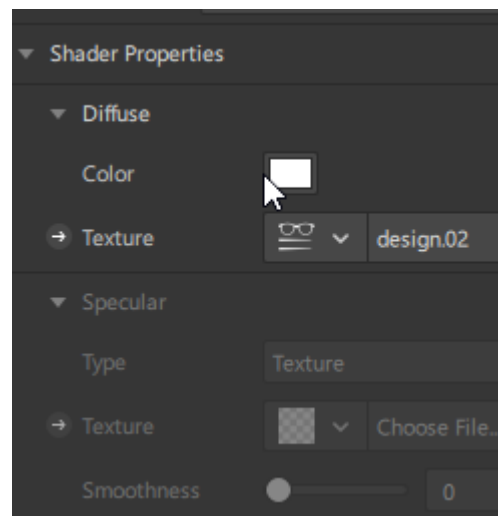 Shader Properties
Diffuse
Color
Texture design.02
Specular
Type Texture
Texture Choose File..
Smoothness 0